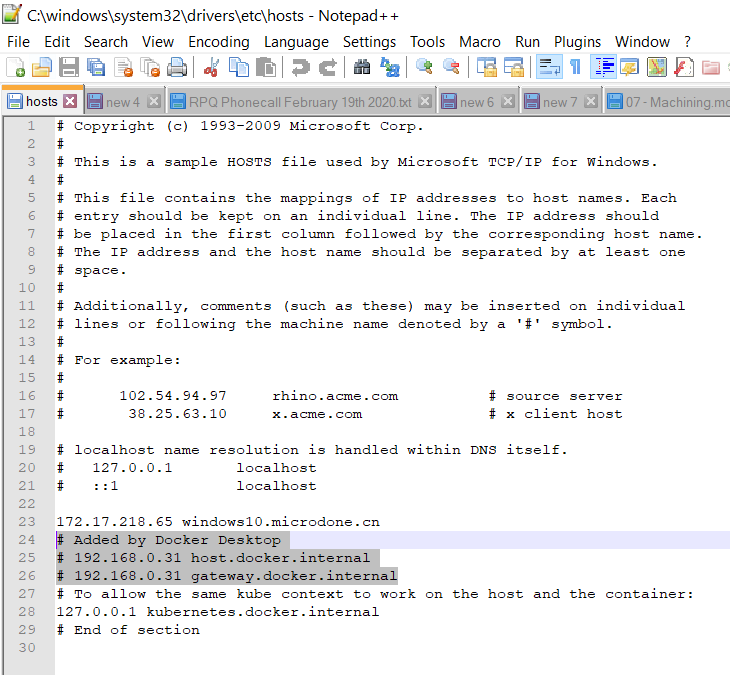 C:\windows\system32\drivers\etc\hosts - Notepad++
File Edit Search View Encoding Language Settings Tools Macro Run Plugins Window ?
hosts new 4 RPQ Phonecall February 19th 2020.txt new 6 new 7 07 - Machining.mo
1 # Copyright (c) 1993-2009 Microsoft Corp.
2 #
3 # This is a sample HOSTS file used by Microsoft TCP/IP for Windows.
4 #
5 # This file contains the mappings of IP addresses to host names. Each
6 # entry should be kept on an individual line. The IP address should
7 # be placed in the first column followed by the corresponding host name.
8 # The IP address and the host name should be separated by at least one
9 # space.
10 #
11 # Additionally, comments (such as these) may be inserted on individual
12 # lines or following the machine name denoted by a '#' symbol.
13 #
14 # For example:
15 #
16 # 102.54.94.97 rhino.acme.com # source server
17 # 38.25.63.10 x.acme.com # x client host
18
19 # localhost name resolution is handled within DNS itself.
20 # 127.0.0.1 localhost
21 # ::1 localhost
22
23 172.17.218.65 windows10.microdone.cn
24 # Added by Docker Desktop
25 # 192.168.0.31 host.docker.internal
26 # 192.168.0.31 gateway.docker.internal
27 # To allow the same kube context to work on the host and the container:
28 127.0.0.1 kubernetes.docker.internal
29 # End of section
30